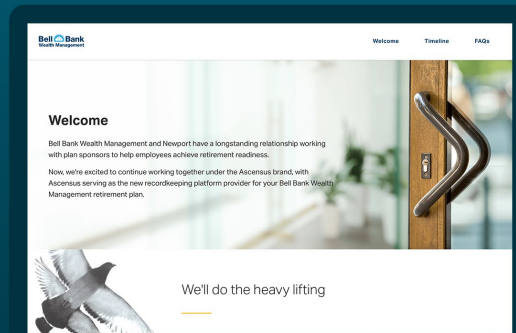 Bell Bank
Wealth Management
Welcome
Timeline
FAQs
Welcome
Bell Bank Wealth Management and Newport have a longstanding relationship working
with plan sponsors to help employees achieve retirement readiness.
Now, we're excited to continue working together under the Ascensus brand, with
Ascensus serving as the new recordkeeping platform provider for your Bell Bank Wealth
Management retirement plan.
We'll do the heavy lifting